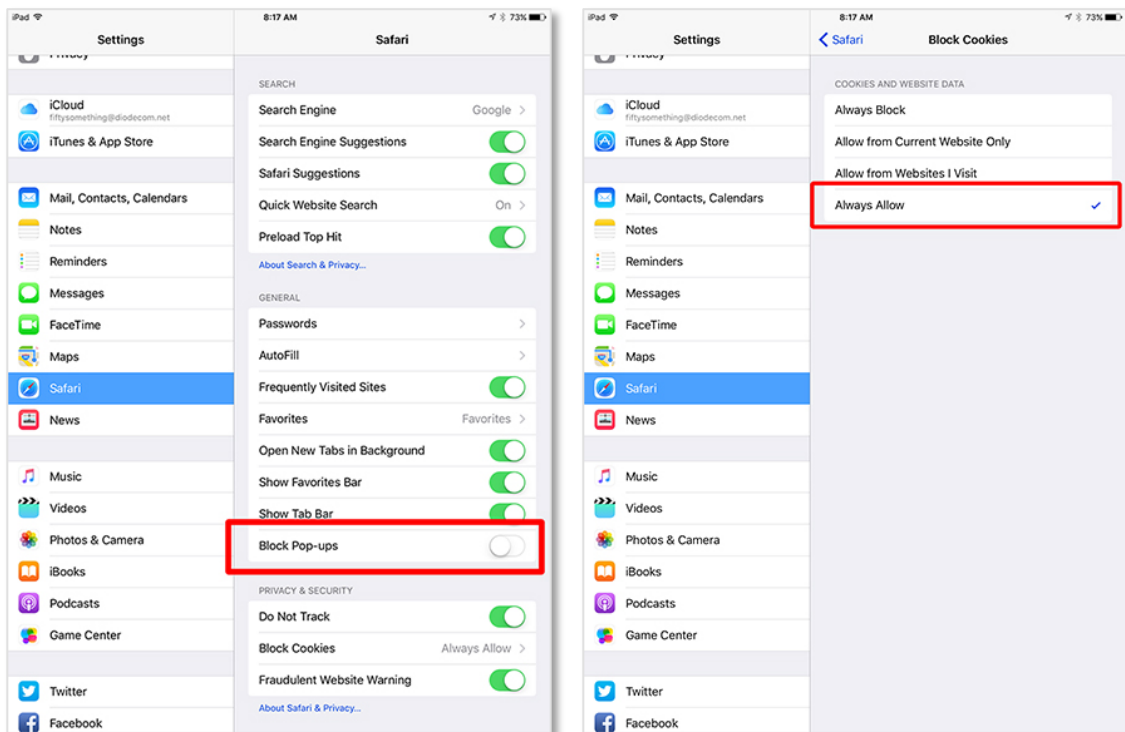 iPad 8:17 AM 73%
Settings Safari
Privacy
iCloud
fiftysomething@diodecom.net
iTunes & App Store
Mail, Contacts, Calendars
Notes
Reminders
Messages
FaceTime
Maps
Safari
News
Music
Videos
Photos & Camera
iBooks
Podcasts
Game Center
Twitter
Facebook
SEARCH
Search Engine Google >
Search Engine Suggestions
Safari Suggestions
Quick Website Search On >
Preload Top Hit
About Search & Privacy...
GENERAL
Passwords >
AutoFill >
Frequently Visited Sites
Favorites Favorites >
Open New Tabs in Background
Show Favorites Bar
Show Tab Bar
Block Pop-ups
PRIVACY & SECURITY
Do Not Track
Block Cookies Always Allow >
Fraudulent Website Warning
About Safari & Privacy...
iPad 8:17 AM 73%
Settings < Safari Block Cookies
Privacy
iCloud
fiftysomething@diodecom.net
iTunes & App Store
Mail, Contacts, Calendars
Notes
Reminders
Messages
FaceTime
Maps
Safari
News
Music
Videos
Photos & Camera
iBooks
Podcasts
Game Center
Twitter
Facebook
COOKIES AND WEBSITE DATA
Always Block
Allow from Current Website Only
Allow from Websites I Visit
Always Allow